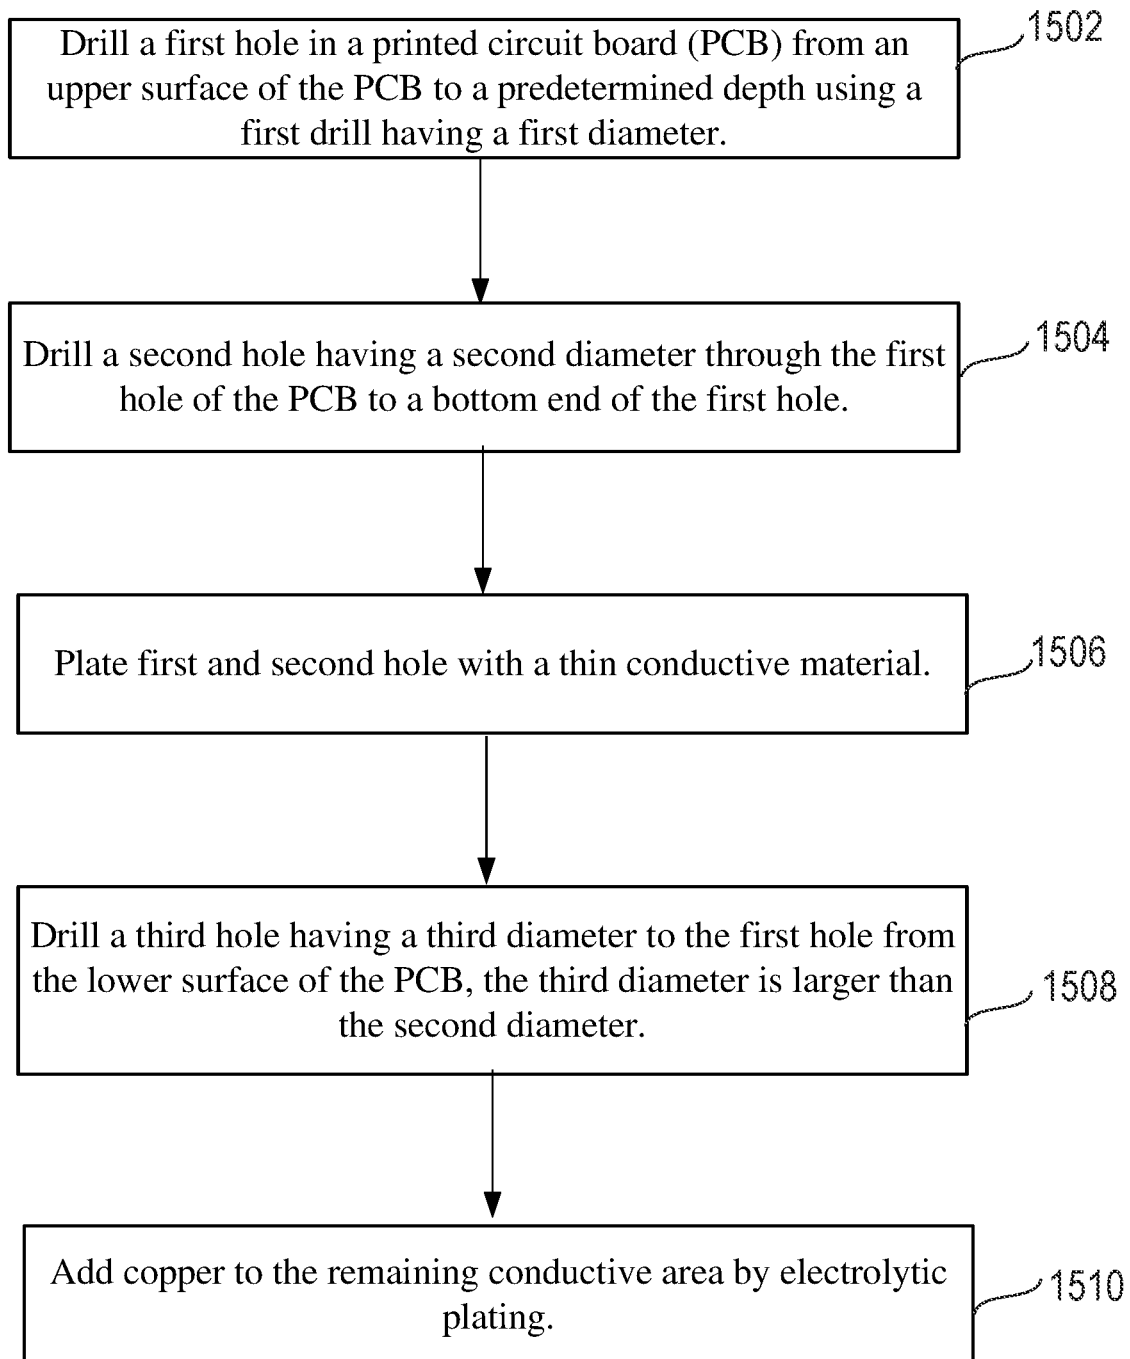 Drill a first hole in a printed circuit board (PCB) from an
upper surface of the PCB to a predetermined depth using a
first drill having a first diameter.
1502
Drill a second hole having a second diameter through the first
hole of the PCB to a bottom end of the first hole.
1504
Plate first and second hole with a thin conductive material.
1506
Drill a third hole having a third diameter to the first hole from
the lower surface of the PCB, the third diameter is larger than
the second diameter.
1508
Add copper to the remaining conductive area by electrolytic
plating.
1510